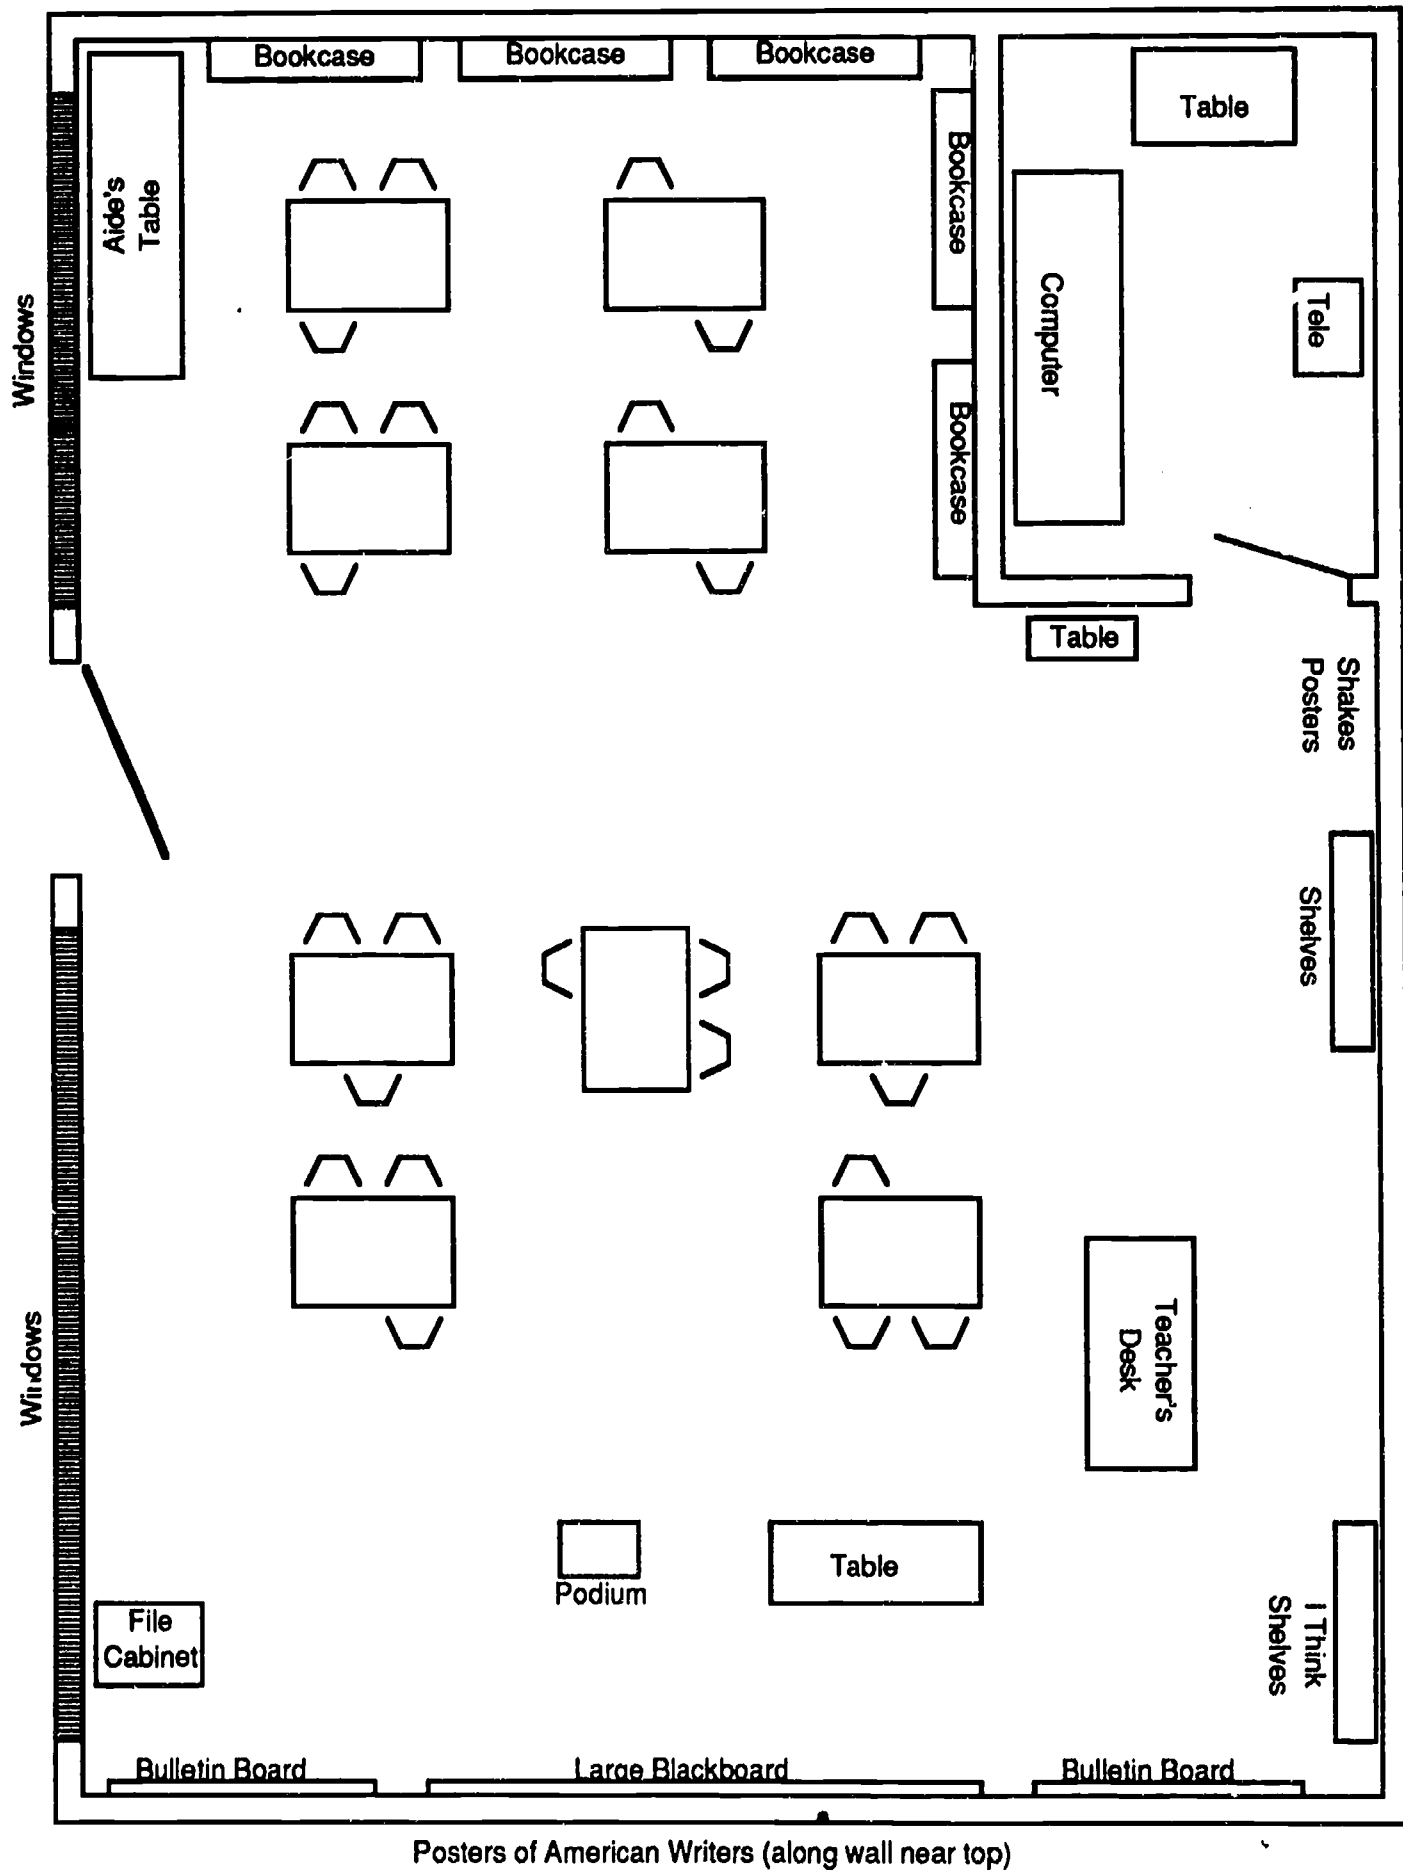 Bookcase
Bookcase
Bookcase
Table
Aide's
Table
Bookcase
Computer
Tele
Windows
Bookcase
Table
Shakes
Posters
Shelves
Teacher's
Desk
Windows
Podium
Table
File
Cabinet
I Think
Shelves
Bulletin Board
Large Blackboard
Bulletin Board
Posters of American Writers (along wall near top)